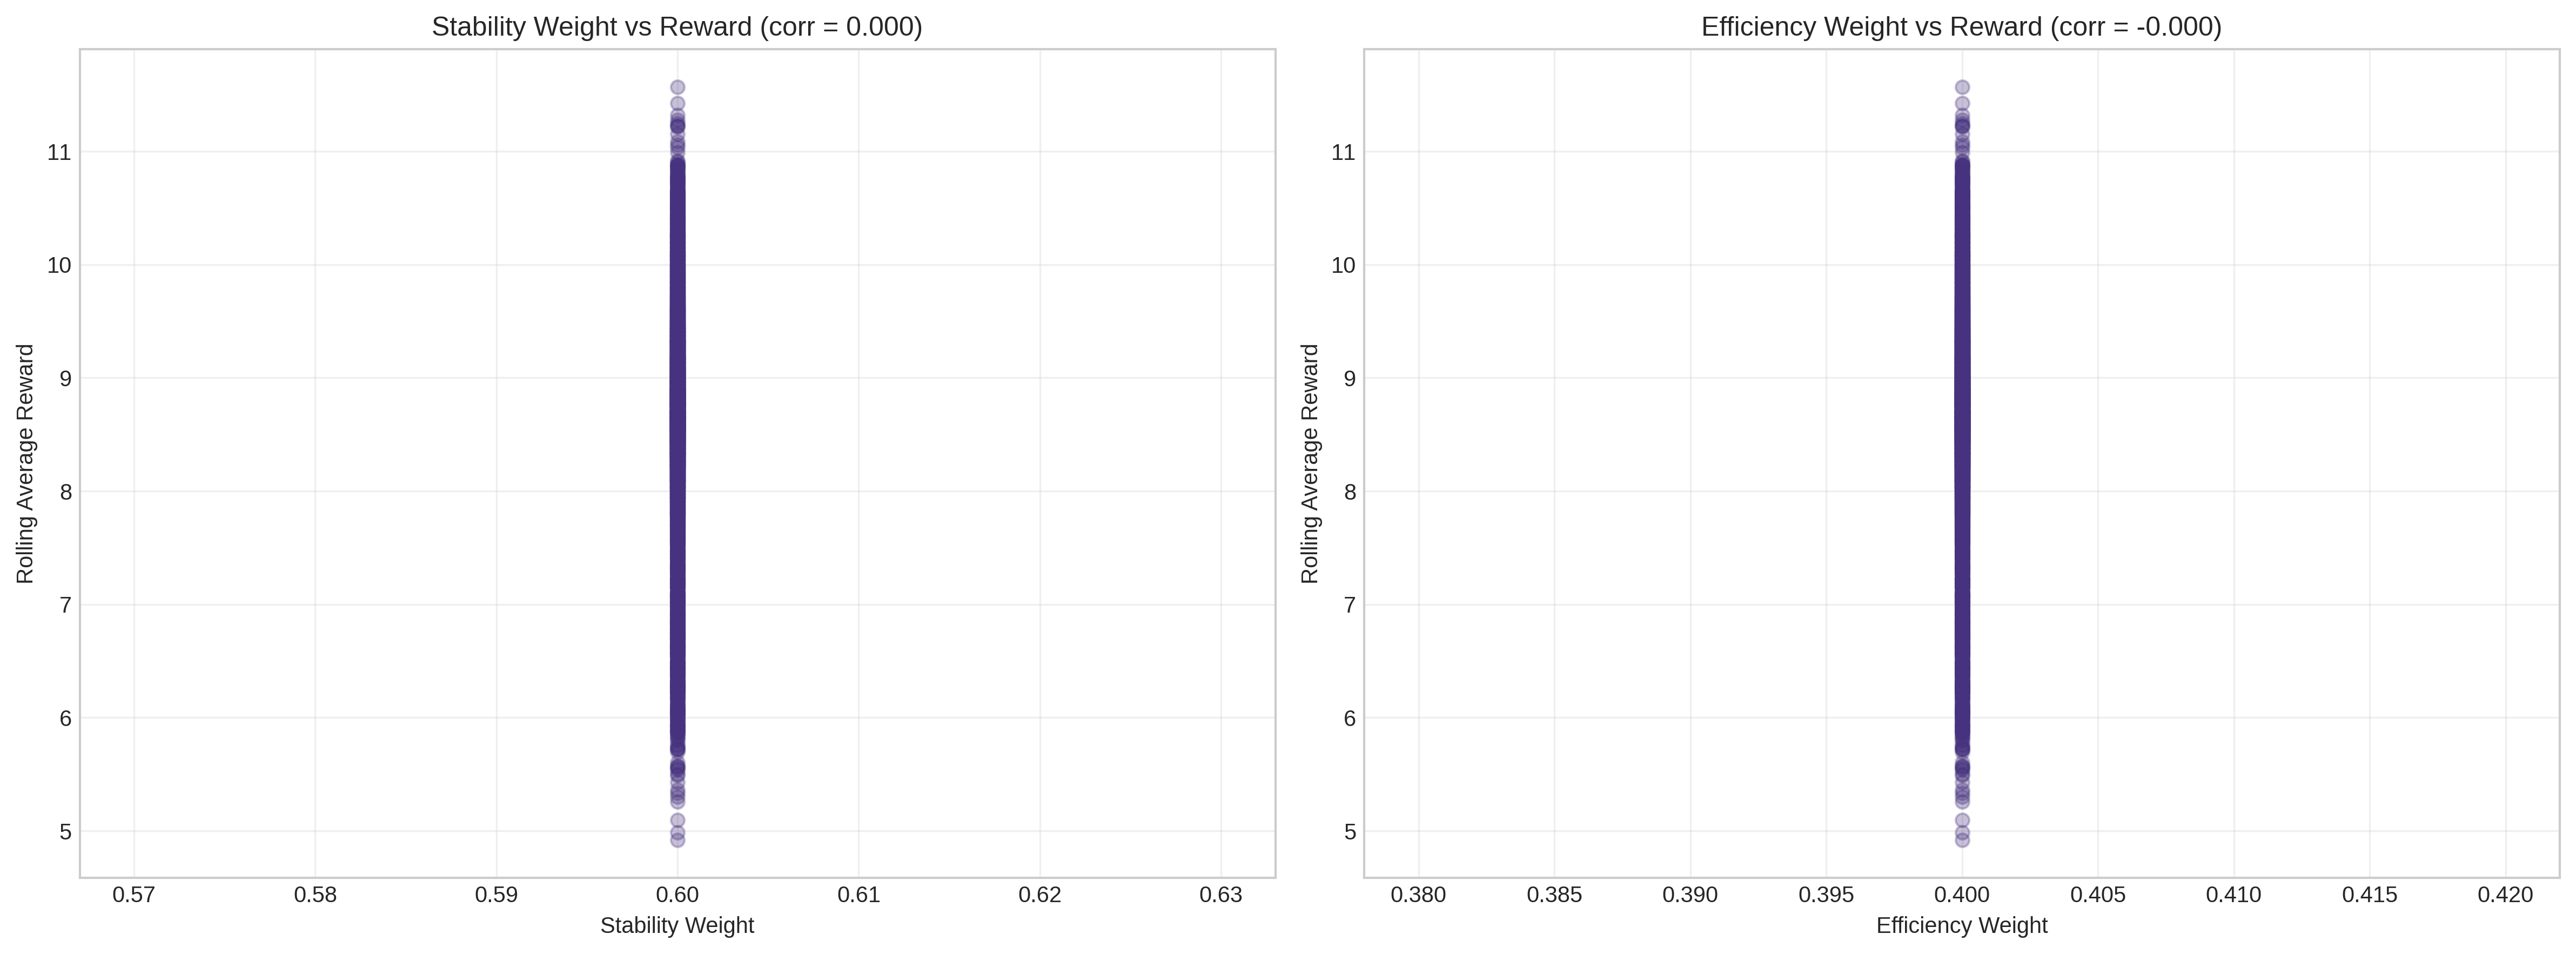 Stability Weight vs Reward (corr = 0.000)
Rolling Average Reward
11
10
9
8
7
6
5
0.57 0.58 0.59 0.60 0.61 0.62 0.63
Stability Weight
Efficiency Weight vs Reward (corr = -0.000)
Rolling Average Reward
11
10
9
8
7
6
5
0.380 0.385 0.390 0.395 0.400 0.405 0.410 0.415 0.420
Efficiency Weight